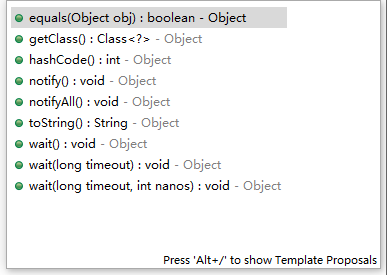 equals(Object obj) : boolean - Object
getClass() : Class<?> - Object
hashCode() : int - Object
notify() : void - Object
notifyAll() : void - Object
toString() : String - Object
wait() : void - Object
wait(long timeout) : void - Object
wait(long timeout, int nanos) : void - Object
Press 'Alt+/' to show Template Proposals